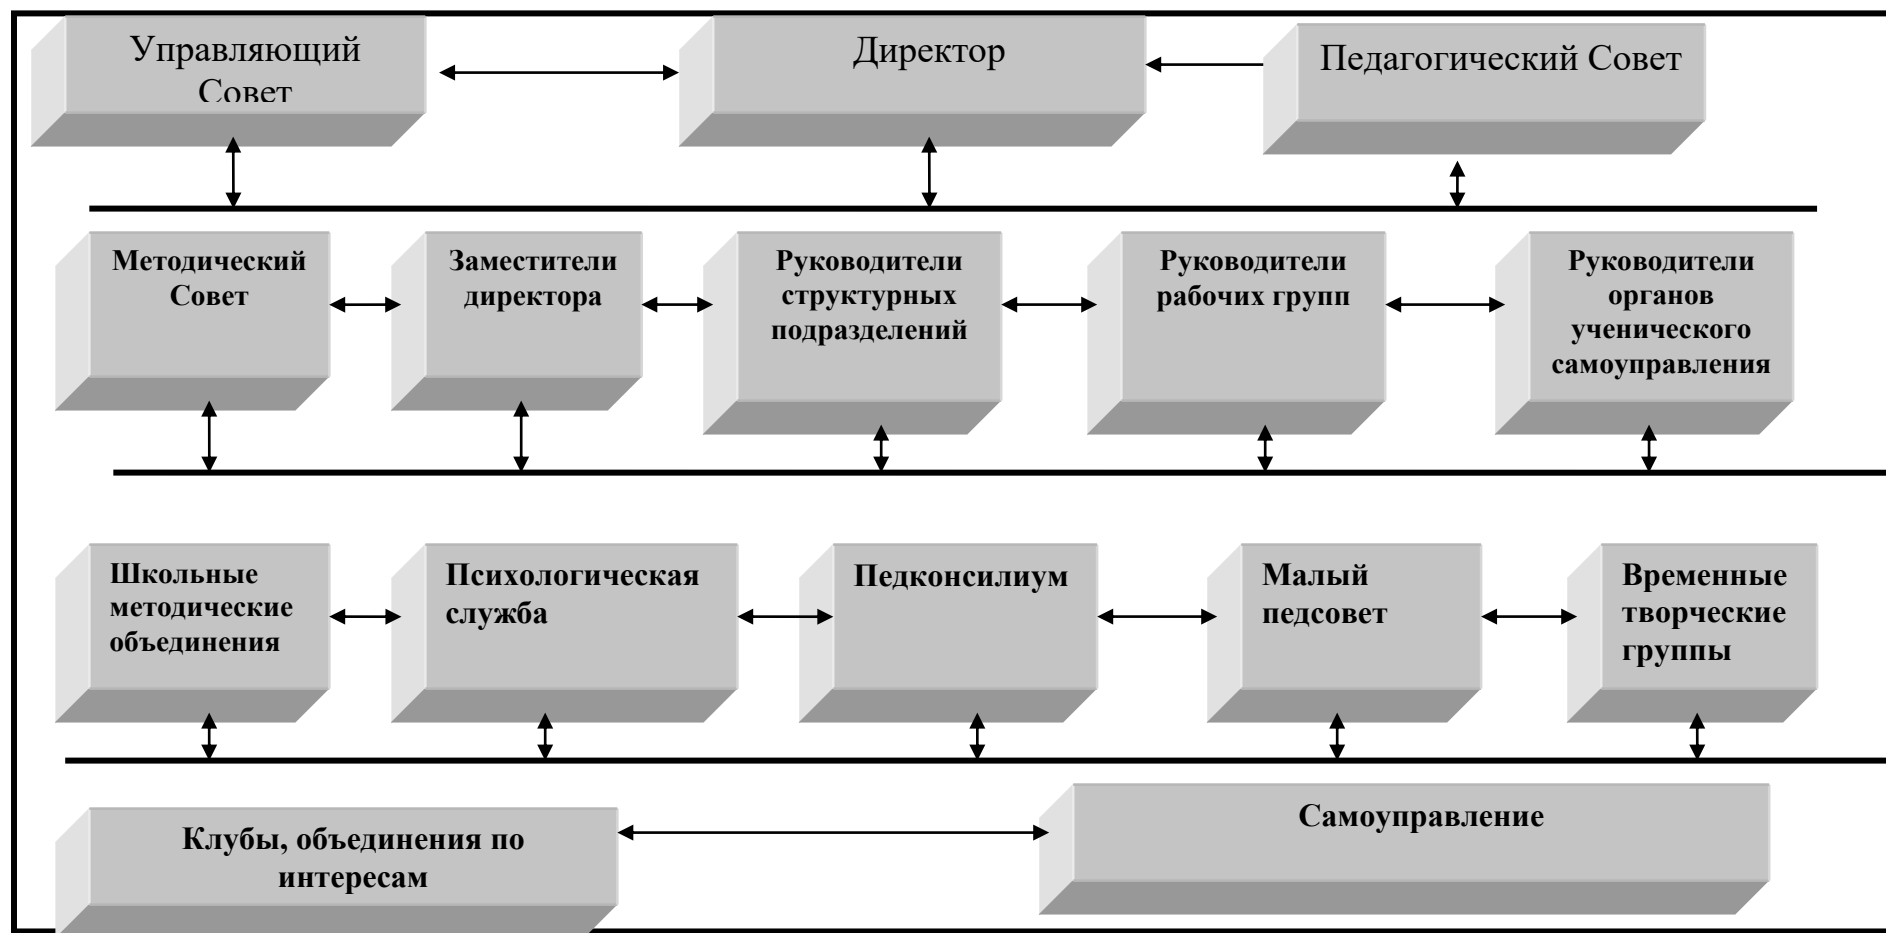 Управляющий
Совет
Директор
Педагогический Совет
Методический
Совет
Заместители
директора
Руководители
структурных
подразделений
Руководители
рабочих групп
Руководители
органов
ученического
самоуправления
Школьные
методические
объединения
Психологическая
служба
Педконсилиум
Малый
педсовет
Временные
творческие
группы
Клубы, объединения по
интересам
Самоуправление